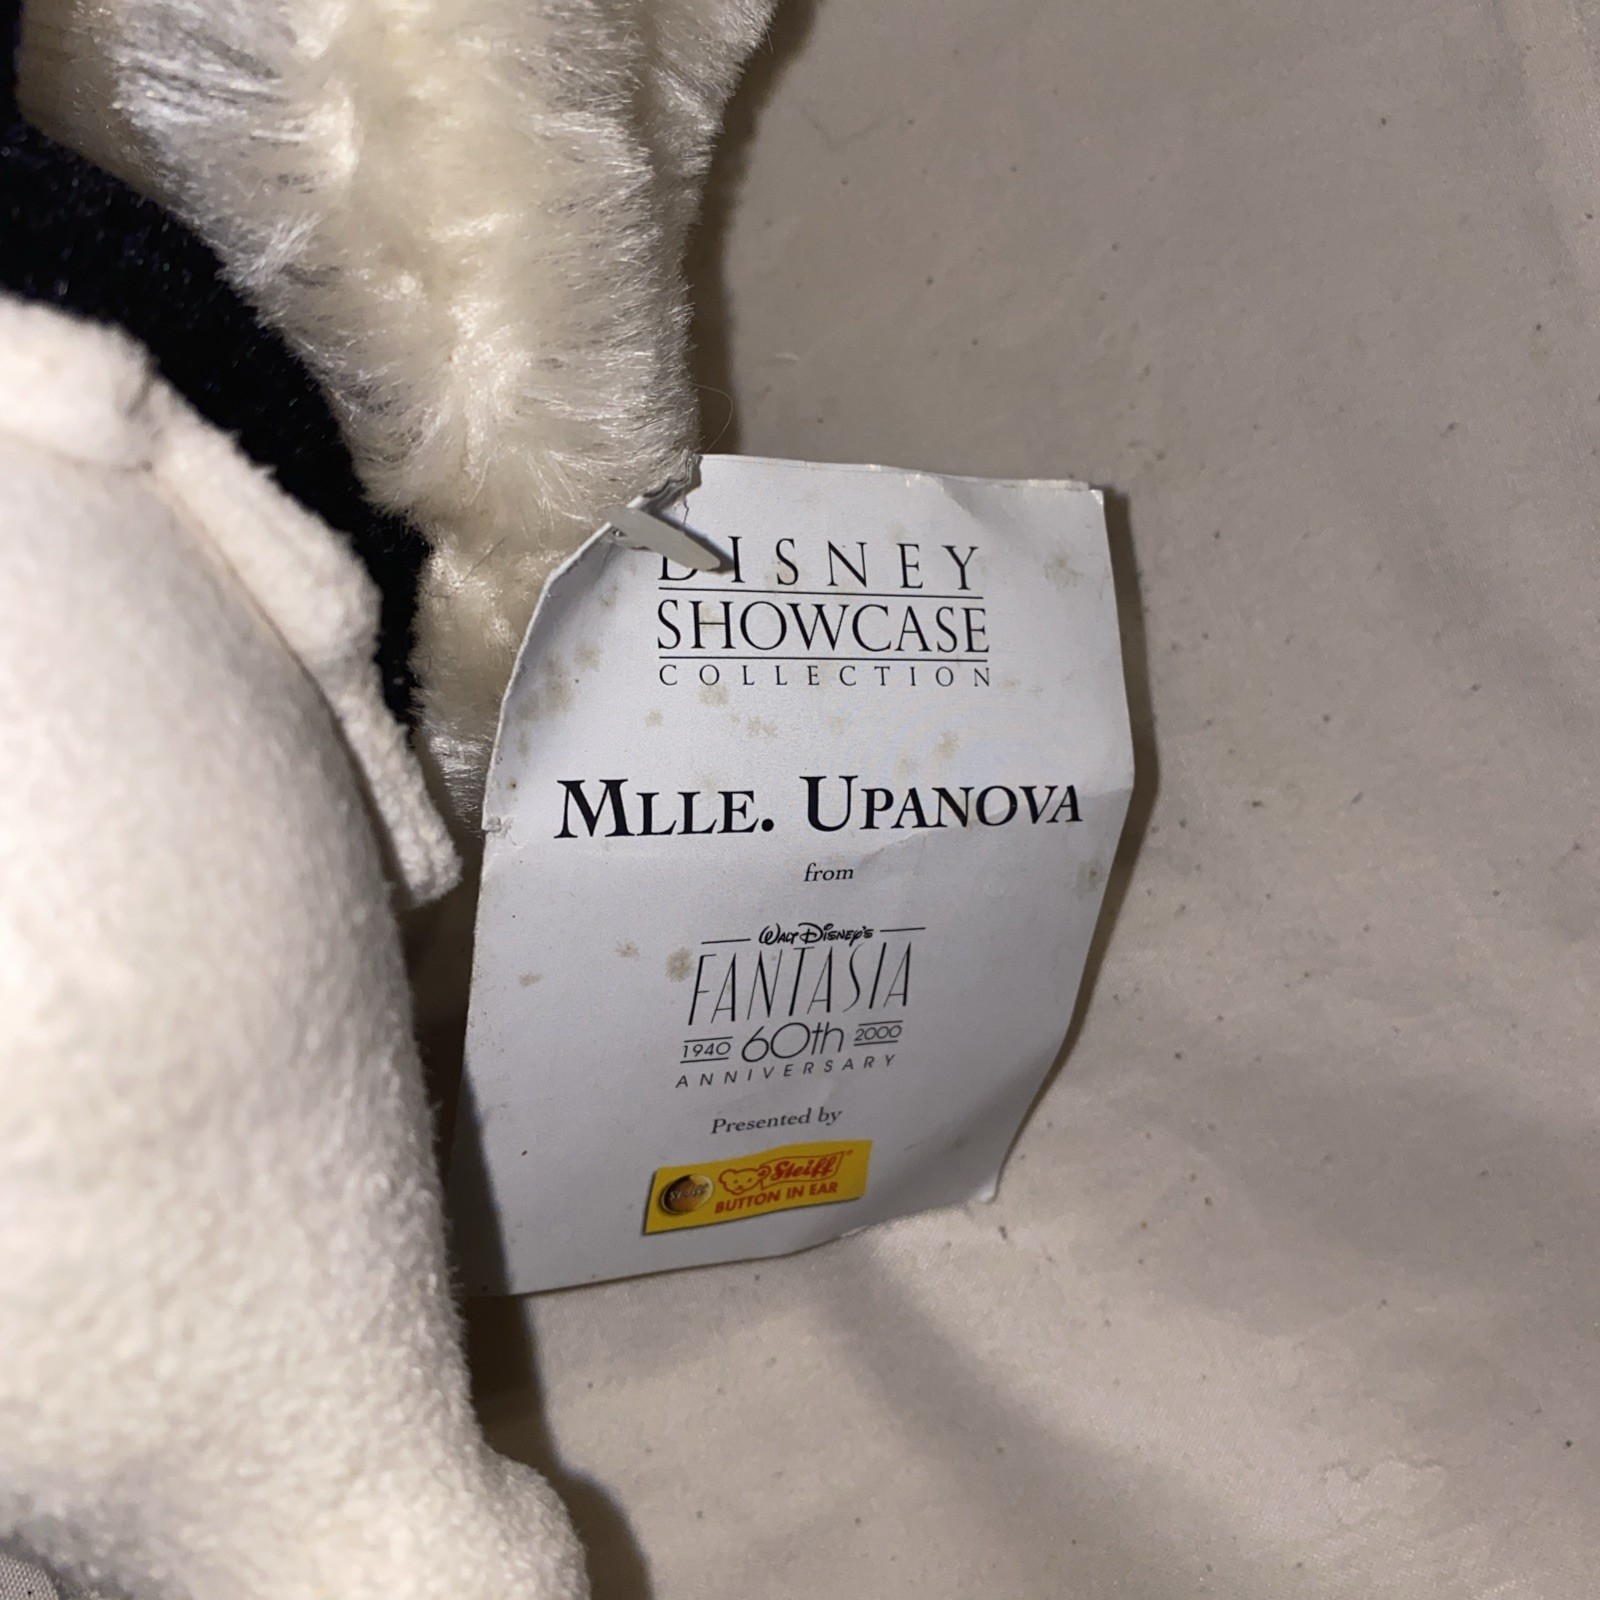 DISNEY
SHOWCASE
COLLECTION
MLLE. UPANOVA
from
WALT DISNEY'S
FANTASIA
1940 60th 2000
ANNIVERSARY
Presented by
Steiff
BUTTON IN EAR